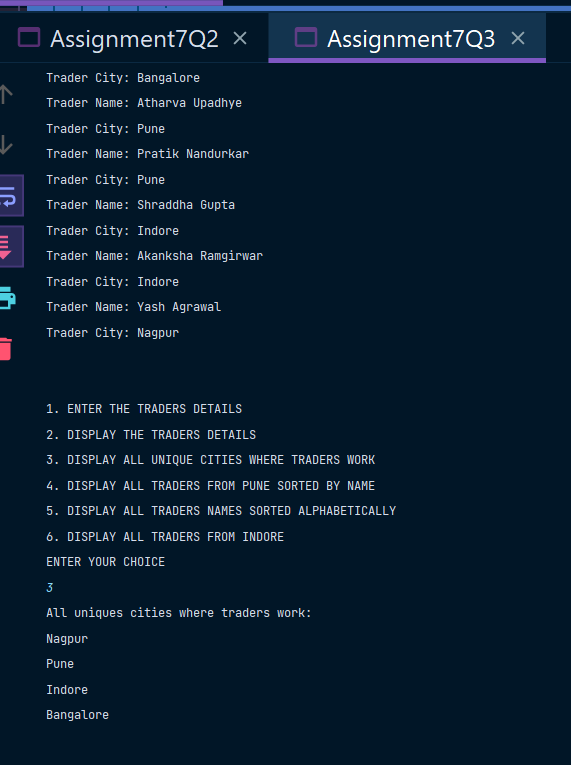 Assignment7Q2 × Assignment7Q3 ×
Trader City: Bangalore
Trader Name: Atharva Upadhye
Trader City: Pune
Trader Name: Pratik Nandurkar
Trader City: Pune
Trader Name: Shraddha Gupta
Trader City: Indore
Trader Name: Akanksha Ramgirwar
Trader City: Indore
Trader Name: Yash Agrawal
Trader City: Nagpur
1. ENTER THE TRADERS DETAILS
2. DISPLAY THE TRADERS DETAILS
3. DISPLAY ALL UNIQUE CITIES WHERE TRADERS WORK
4. DISPLAY ALL TRADERS FROM PUNE SORTED BY NAME
5. DISPLAY ALL TRADERS NAMES SORTED ALPHABETICALLY
6. DISPLAY ALL TRADERS FROM INDORE
ENTER YOUR CHOICE
3
All uniques cities where traders work:
Nagpur
Pune
Indore
Bangalore